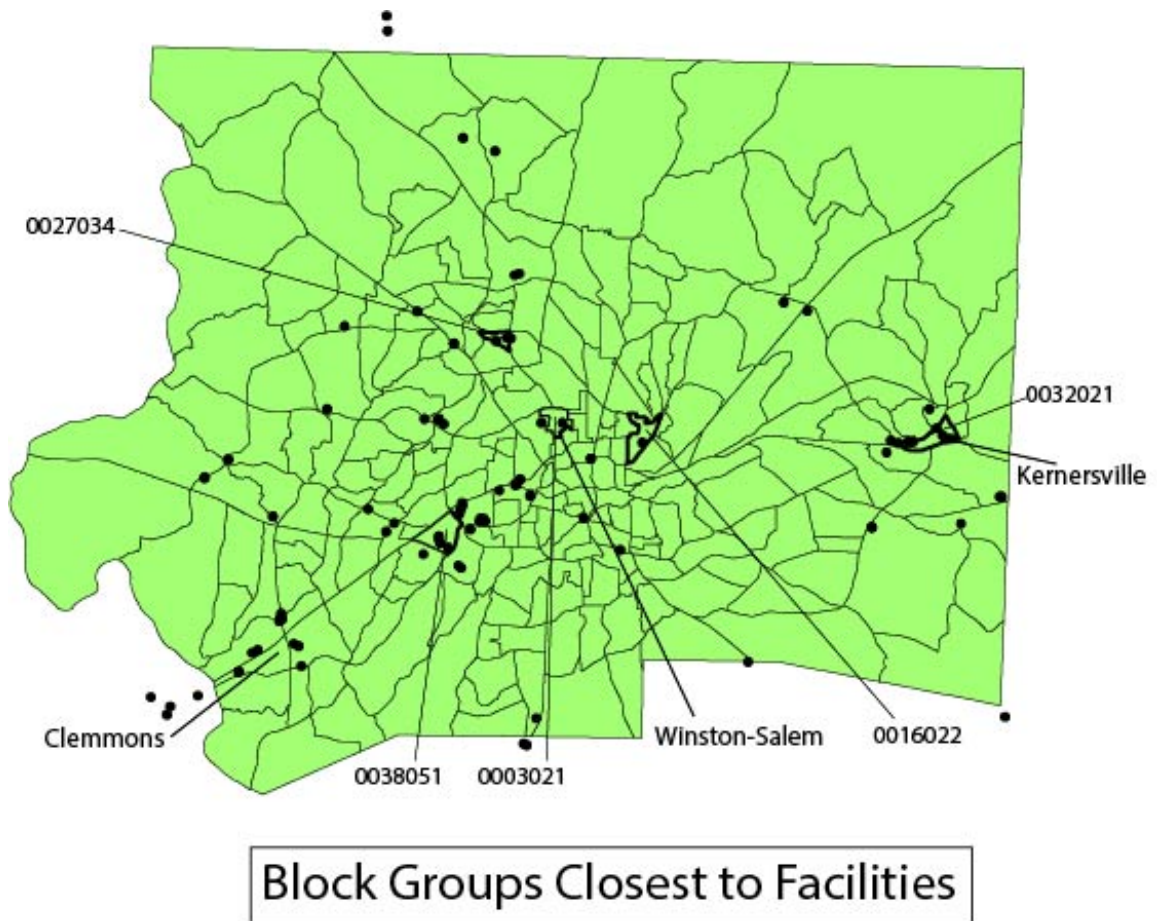 0027034
0032021
Kernersville
Clemmons
Winston-Salem
0016022
0038051
0003021
Block Groups Closest to Facilities